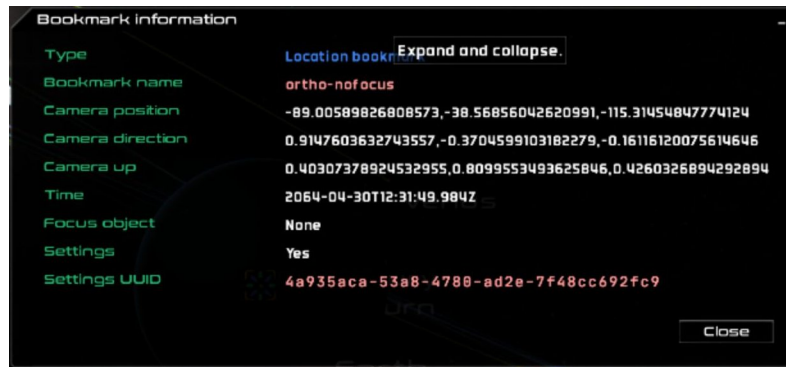 Bookmark information
Type
Expand and collapse.
Bookmark name ortho-nofocus
Camera position -89.00589826808573,-38.56856042620991,-115.31454847774124
Camera direction 0.9147603632743557,-0.3704599103182279,-0.16116120075614646
Camera up 0.40307378924532955,0.8099553493625846,0.4260326894292894
Time 2064-04-30T12:31:49.984Z
Focus object None
Settings Yes
Settings UUID 4a935aca-53a8-4780-ad2e-7f48cc692fc9
Close